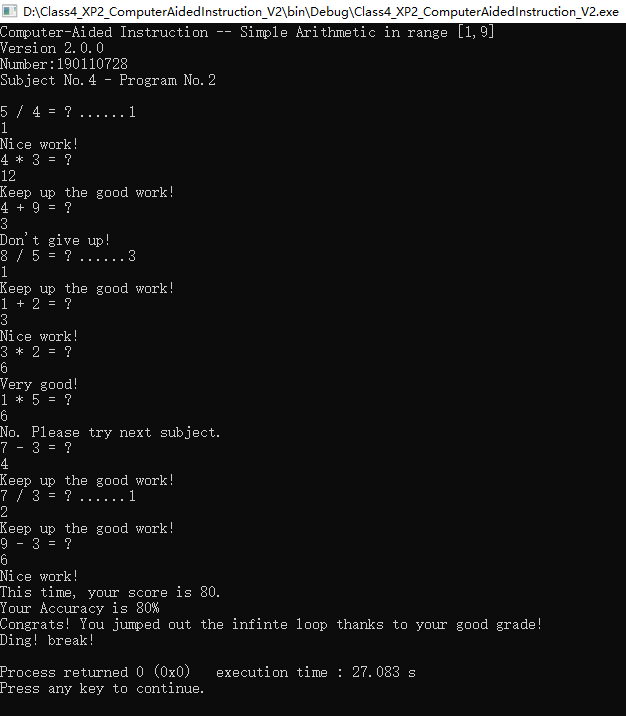 D:\Class4_XP2_ComputerAidedInstruction_V2\bin\Debug\Class4_XP2_ComputerAidedInstruction_V2.exe
Computer-Aided Instruction -- Simple Arithmetic in range [1,9]
Version 2.0.0
Number:190110728
Subject No.4 - Program No.2
5 / 4 = ? ......1
1
Nice work!
4 * 3 = ?
12
Keep up the good work!
4 + 9 = ?
3
Don't give up!
8 / 5 = ? ......3
1
Keep up the good work!
1 + 2 = ?
3
Nice work!
3 * 2 = ?
6
Very good!
1 * 5 = ?
6
No. Please try next subject.
7 - 3 = ?
4
Keep up the good work!
7 / 3 = ? ......1
2
Keep up the good work!
9 - 3 = ?
6
Nice work!
This time, your score is 80.
Your Accuracy is 80%
Congrats! You jumped out the infinte loop thanks to your good grade!
Ding! break!
Process returned 0 (0x0)   execution time : 27.083 s
Press any key to continue.